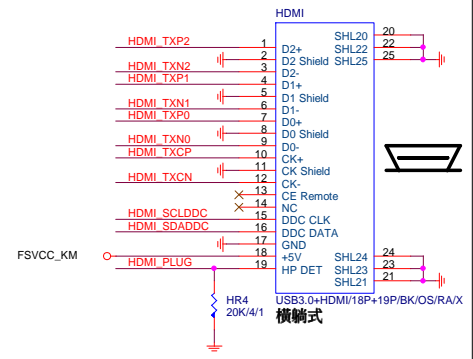 HDMI
HDMI_TXP2 1 D2+ SHL20 20
2 D2 Shield SHL22 22
HDMI_TXN2 3 D2- SHL25 25
HDMI_TXP1 4 D1+
5 D1 Shield
HDMI_TXN1 6 D1-
HDMI_TXP0 7 D0+
8 D0 Shield
HDMI_TXN0 9 D0-
HDMI_TXCP 10 CK+
11 CK Shield
HDMI_TXCN 12 CK-
13 CE Remote
14 NC
HDMI_SCLDDC 15 DDC CLK
HDMI_SDADDC 16 DDC DATA
17 GND
FSVCC_KM 18 +5V SHL24 24
HDMI_PLUG 19 HP DET SHL23 23
SHL21 21
HR4 USB3.0+HDMI/18P+19P/BK/OS/RA/X
20K/4/1 橫躺式